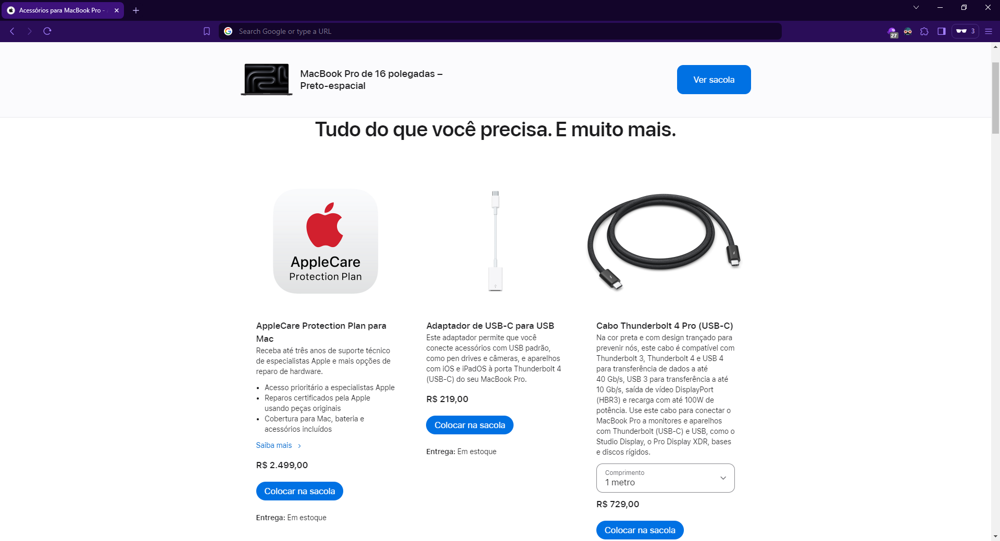 Acessórios para MacBook Pro -
Search Google or type a URL
27
3
MacBook Pro de 16 polegadas –
Preto-espacial
Ver sacola
Tudo do que você precisa. E muito mais.
AppleCare
Protection Plan
AppleCare Protection Plan para
Mac
Receba até três anos de suporte técnico
de especialistas Apple e mais opções de
reparo de hardware.
• Acesso prioritário a especialistas Apple
• Reparos certificados pela Apple
usando peças originais
• Cobertura para Mac, bateria e
acessórios incluídos
Saiba mais
R$ 2.499,00
Colocar na sacola
Entrega: Em estoque
Adaptador de USB-C para USB
Este adaptador permite que você
conecte acessórios com USB padrão,
como pen drives e câmeras, e aparelhos
com iOS e iPadOS à porta Thunderbolt 4
(USB-C) do seu MacBook Pro.
R$ 219,00
Colocar na sacola
Entrega: Em estoque
Cabo Thunderbolt 4 Pro (USB-C)
Na cor preta e com design trançado para
prevenir nós, este cabo é compatível com
Thunderbolt 3, Thunderbolt 4 e USB 4
para transferência de dados a até
40 Gb/s, USB 3 para transferência a até
10 Gb/s, saída de vídeo DisplayPort
(HBR3) e recarga com até 100W de
potência. Use este cabo para conectar o
MacBook Pro a monitores e aparelhos
com Thunderbolt (USB-C) e USB, como o
Studio Display, o Pro Display XDR, bases
e discos rígidos.
Comprimento
1 metro
R$ 729,00
Colocar na sacola